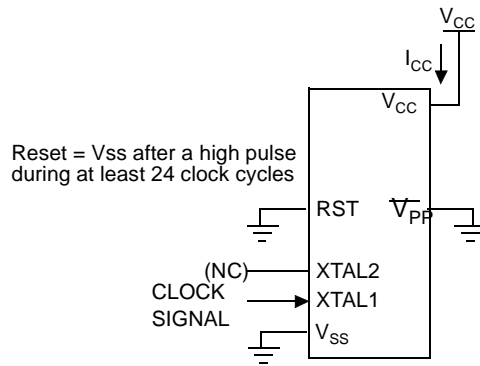 V_CC
I_CC
V_CC
Reset = Vss after a high pulse
during at least 24 clock cycles
RST V_PP
(NC) XTAL2
CLOCK XTAL1
SIGNAL
V_SS